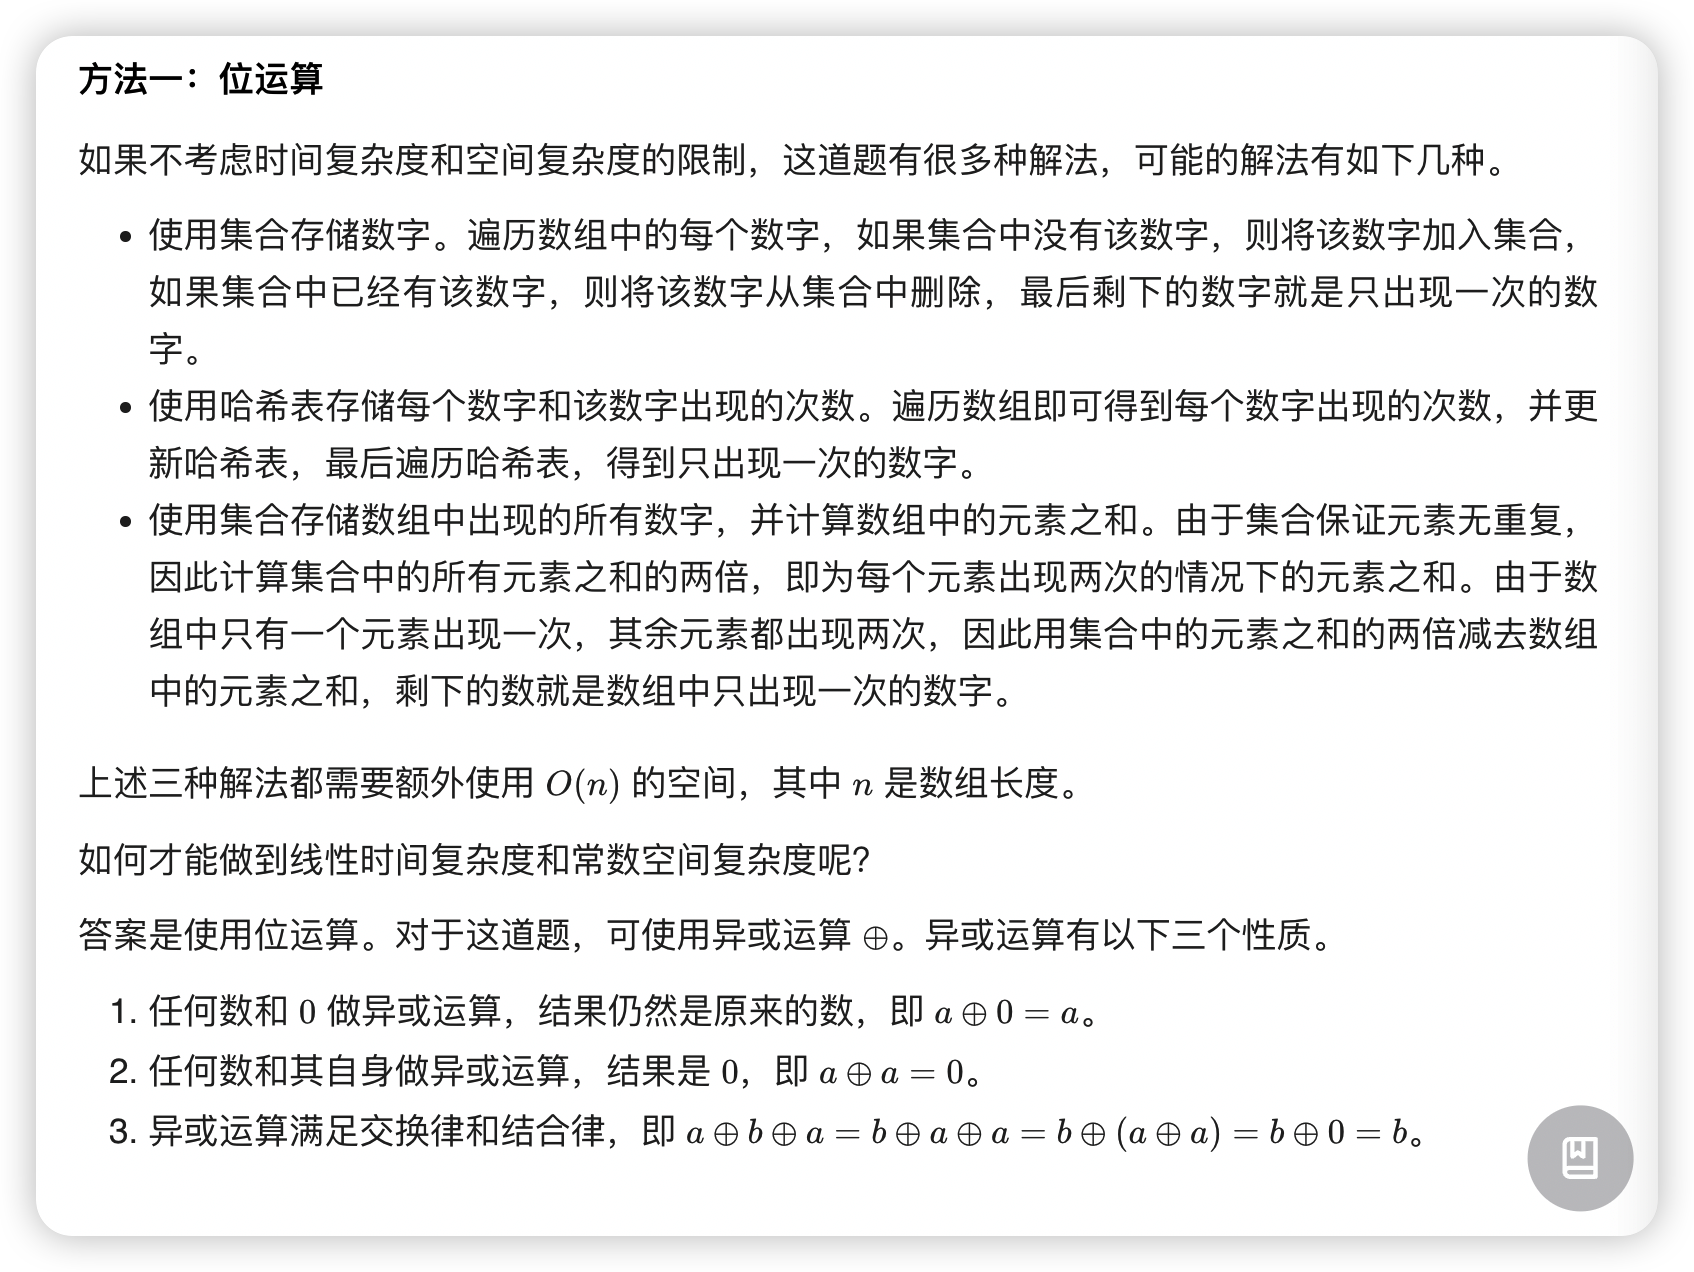 方法一：位运算
如果不考虑时间复杂度和空间复杂度的限制，这道题有很多种解法，可能的解法有如下几种。
• 使用集合存储数字。遍历数组中的每个数字，如果集合中没有该数字，则将该数字加入集合，
如果集合中已经有该数字，则将该数字从集合中删除，最后剩下的数字就是只出现一次的数
字。
• 使用哈希表存储每个数字和该数字出现的次数。遍历数组即可得到每个数字出现的次数，并更
新哈希表，最后遍历哈希表，得到只出现一次的数字。
• 使用集合存储数组中出现的所有数字，并计算数组中的元素之和。由于集合保证元素无重复，
因此计算集合中的所有元素之和的两倍，即为每个元素出现两次的情况下的元素之和。由于数
组中只有一个元素出现一次，其余元素都出现两次，因此用集合中的元素之和的两倍减去数组
中的元素之和，剩下的数就是数组中只出现一次的数字。
上述三种解法都需要额外使用 O(n) 的空间，其中 n 是数组长度。
如何才能做到线性时间复杂度和常数空间复杂度呢？
答案是使用位运算。对于这道题，可使用异或运算 ⊕。异或运算有以下三个性质。
1. 任何数和 0 做异或运算，结果仍然是原来的数，即 a ⊕ 0 = a。
2. 任何数和其自身做异或运算，结果是 0，即 a ⊕ a = 0。
3. 异或运算满足交换律和结合律，即 a ⊕ b ⊕ a = b ⊕ a ⊕ a = b ⊕ (a ⊕ a) = b ⊕ 0 = b。